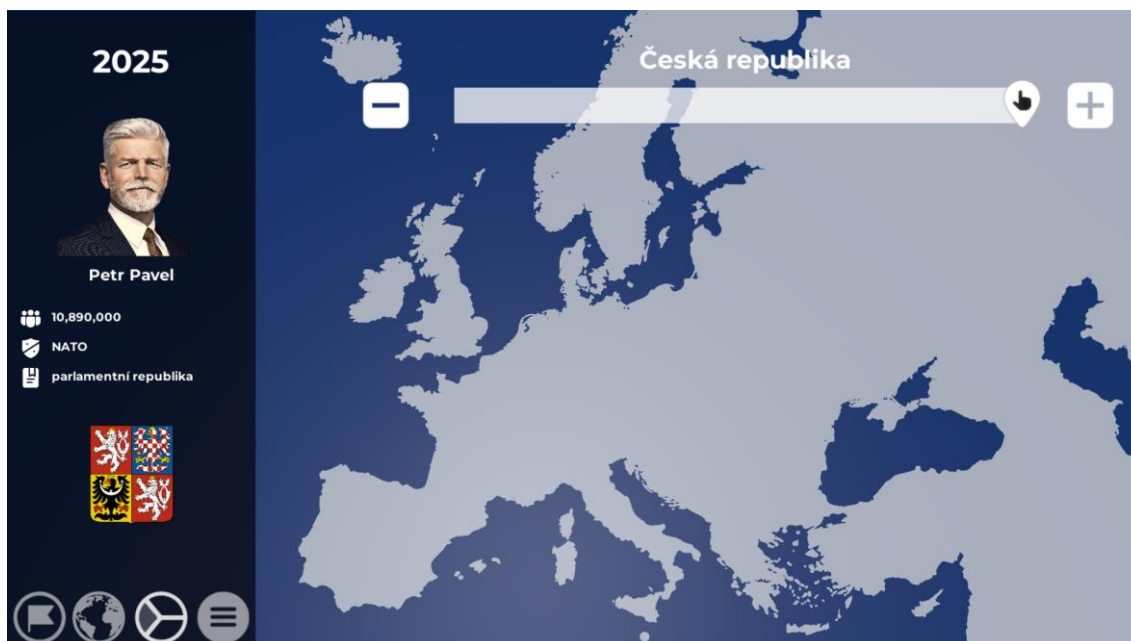 2025
Česká republika
Petr Pavel
10,890,000
NATO
parlamentní republika